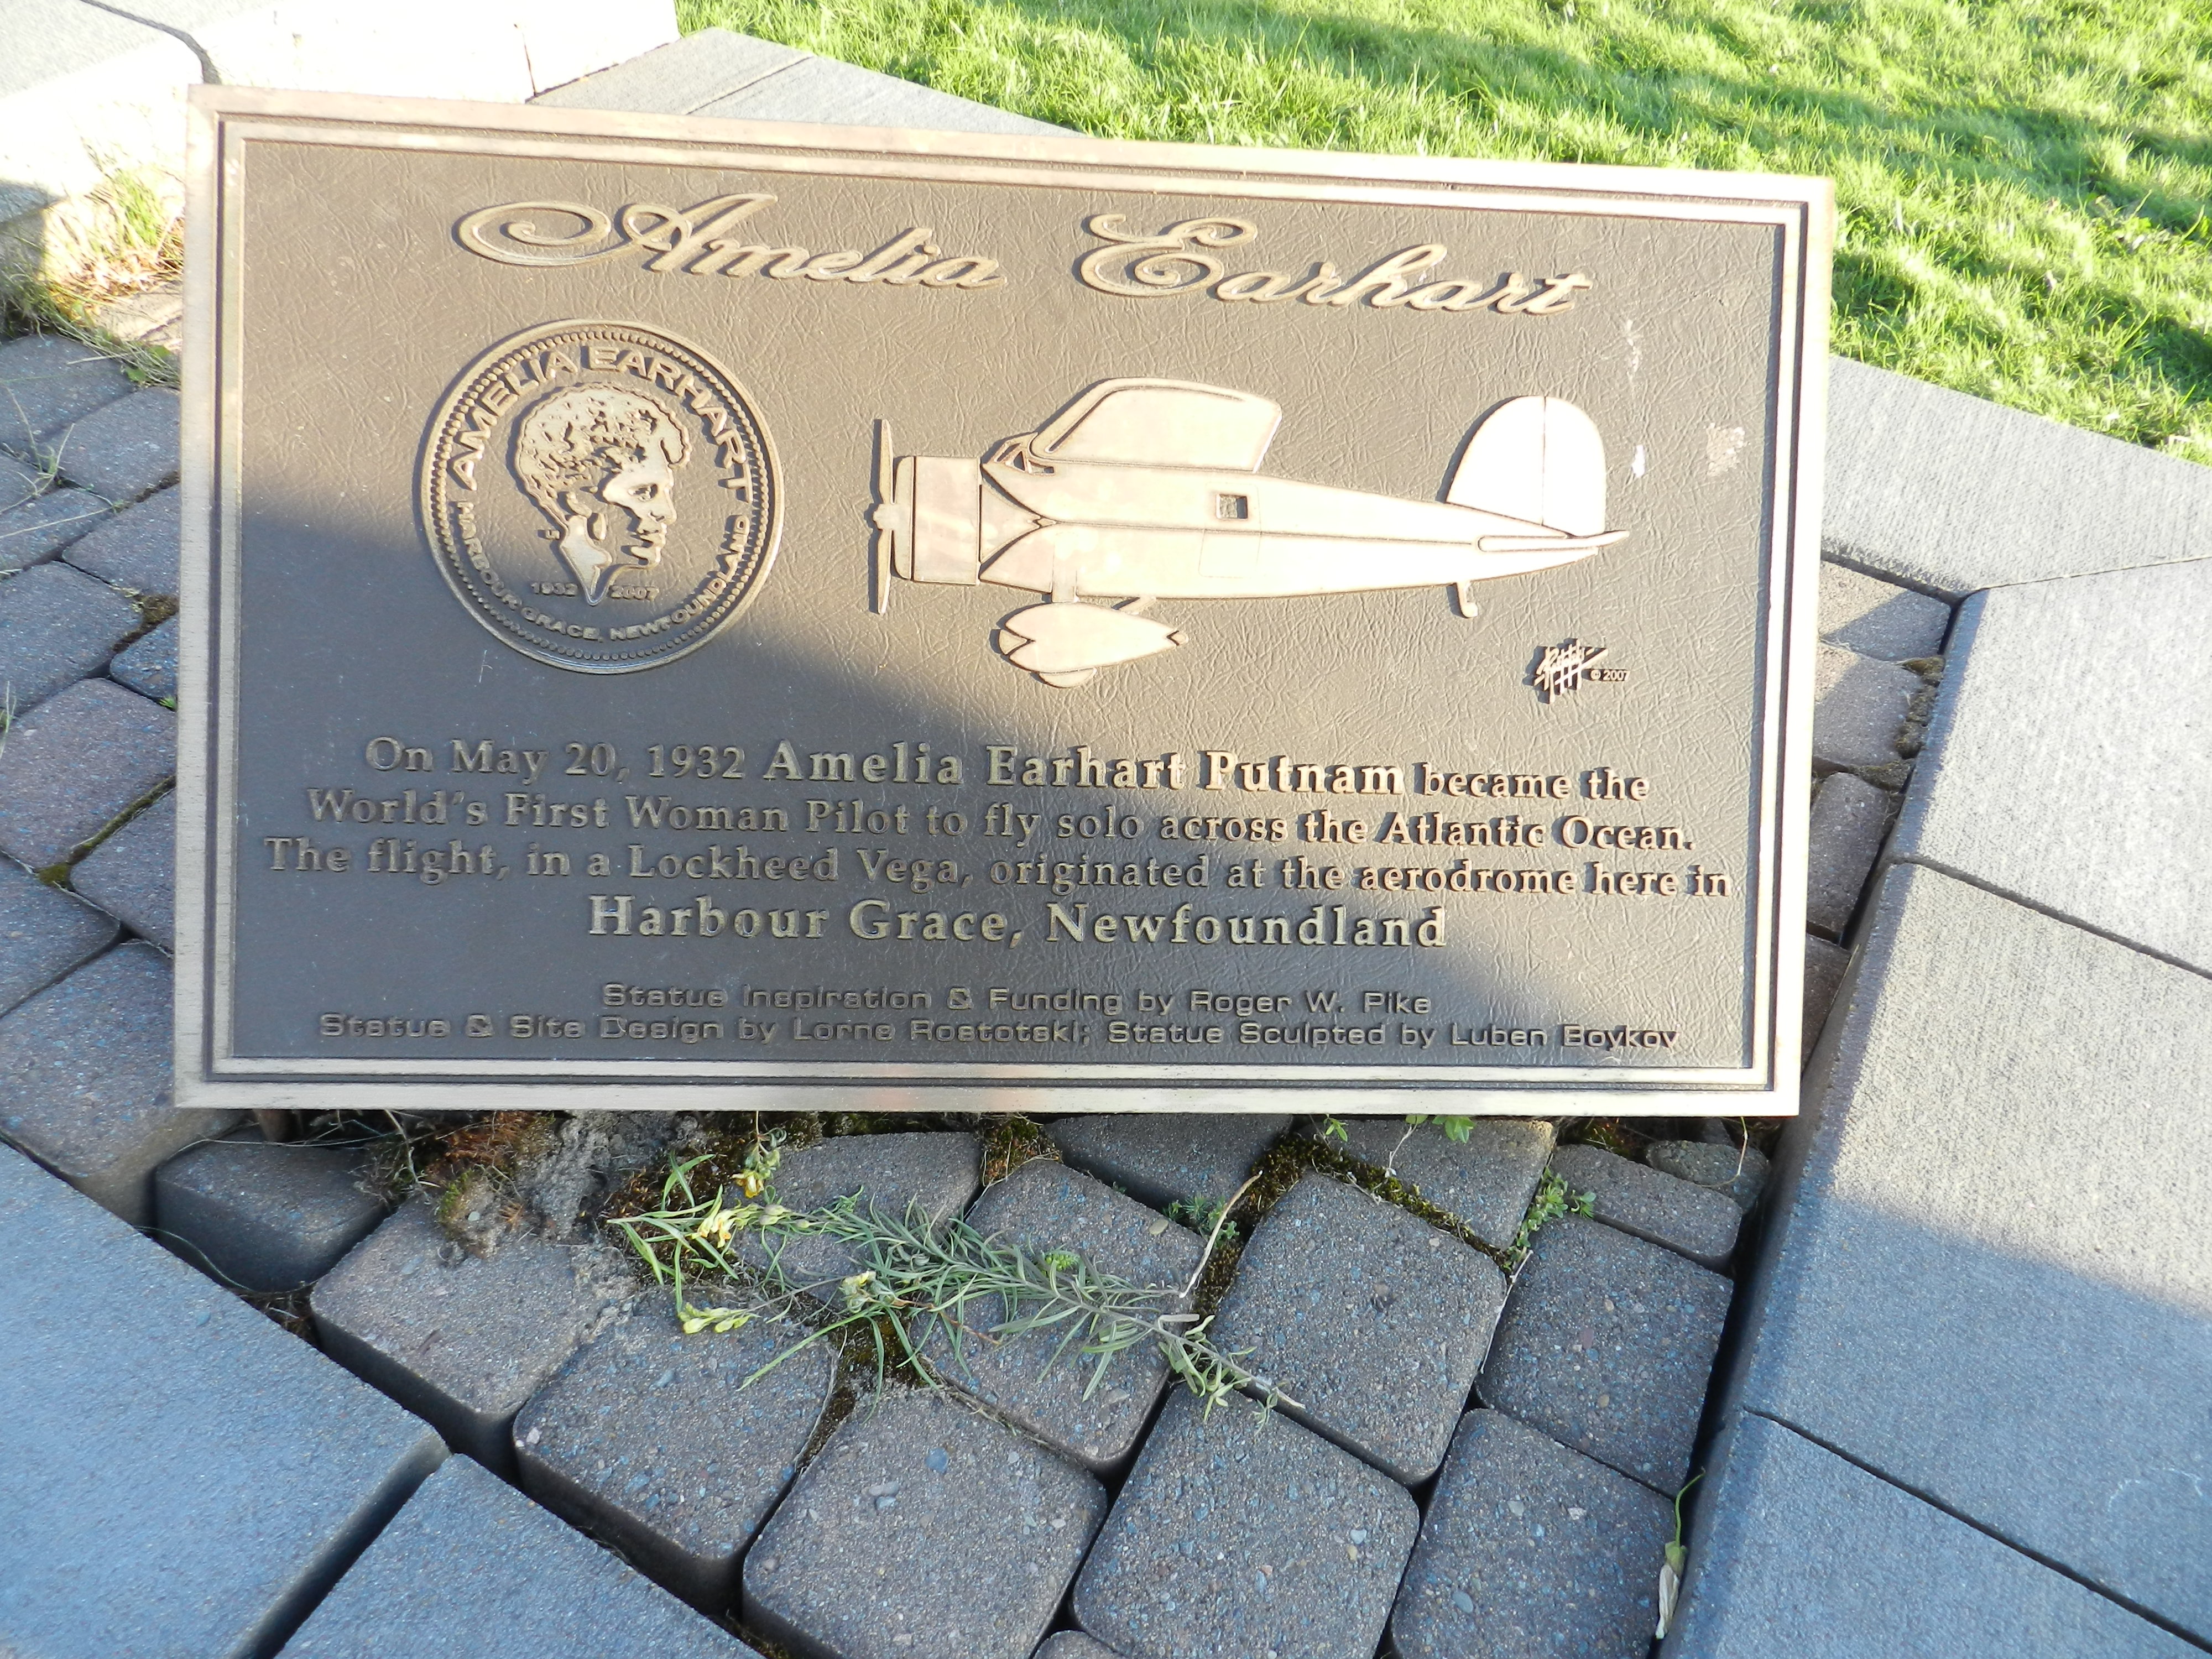 Amelia Earhart
AMELIA EARHART
1932 2007
HARBOUR GRACE, NEWFOUNDLAND
© 2007
On May 20, 1932 Amelia Earhart Putnam became the
World's First Woman Pilot to fly solo across the Atlantic Ocean.
The flight, in a Lockheed Vega, originated at the aerodrome here in
Harbour Grace, Newfoundland
Statue Inspiration & Funding by Roger W. Pike
Statue & Site Design by Lorne Rostotski; Statue Sculpted by Luben Boykov